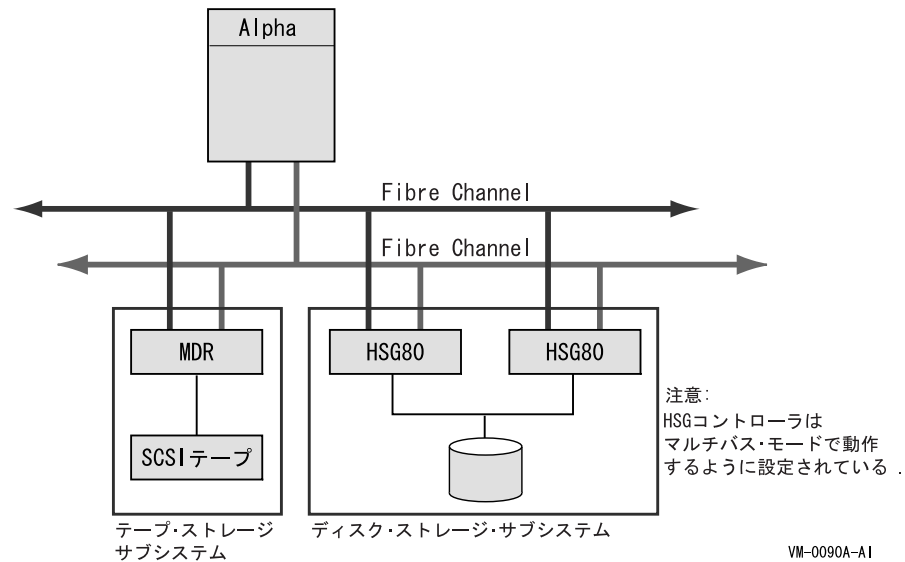 Alpha
Fibre Channel
Fibre Channel
MDR
HSG80
HSG80
SCSIテープ
注意:
HSGコントローラは
マルチバス・モードで動作
するように設定されている .
テープ・ストレージ
サブシステム
ディスク・ストレージ・サブシステム
VM-0090A-AI